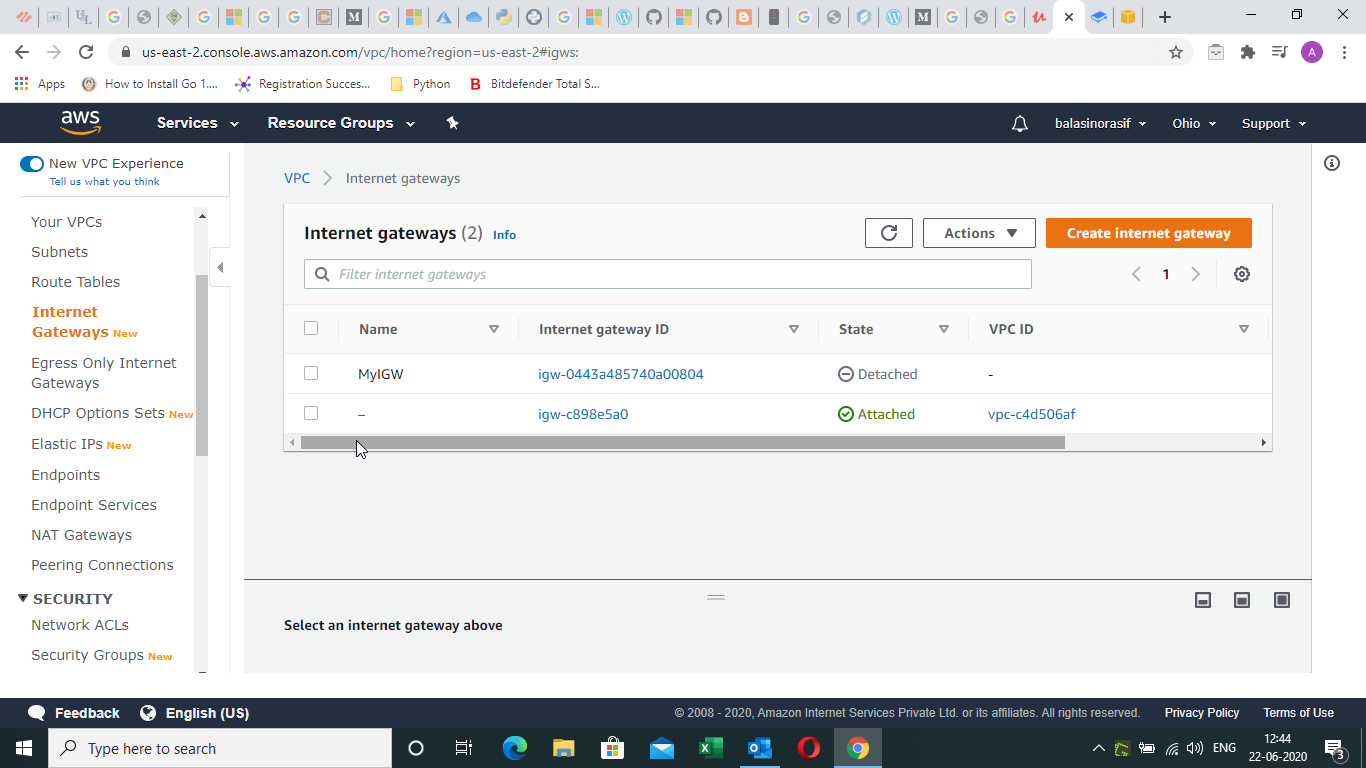 us-east-2.console.aws.amazon.com/vpc/home?region=us-east-2#igws:
A
Apps
How to Install Go 1....
Registration Succes...
Python
B Bitdefender Total S...
aws
Services
Resource Groups
balasinorasif
Ohio
Support
New VPC Experience
Tell us what you think
Your VPCs
Subnets
Route Tables
Internet
Gateways New
Egress Only Internet
Gateways
DHCP Options Sets New
Elastic IPs New
Endpoints
Endpoint Services
NAT Gateways
Peering Connections
SECURITY
Network ACLs
Security Groups New
VPC
Internet gateways
Internet gateways (2) Info
Actions
Create internet gateway
Filter internet gateways
1
Name
Internet gateway ID
State
VPC ID
MyIGW
igw-0443a485740a00804
Detached
-
–
igw-c898e5a0
Attached
vpc-c4d506af
Select an internet gateway above
Feedback
English (US)
© 2008 - 2020, Amazon Internet Services Private Ltd. or its affiliates. All rights reserved.
Privacy Policy
Terms of Use
Type here to search
ENG
12:44
22-06-2020
3